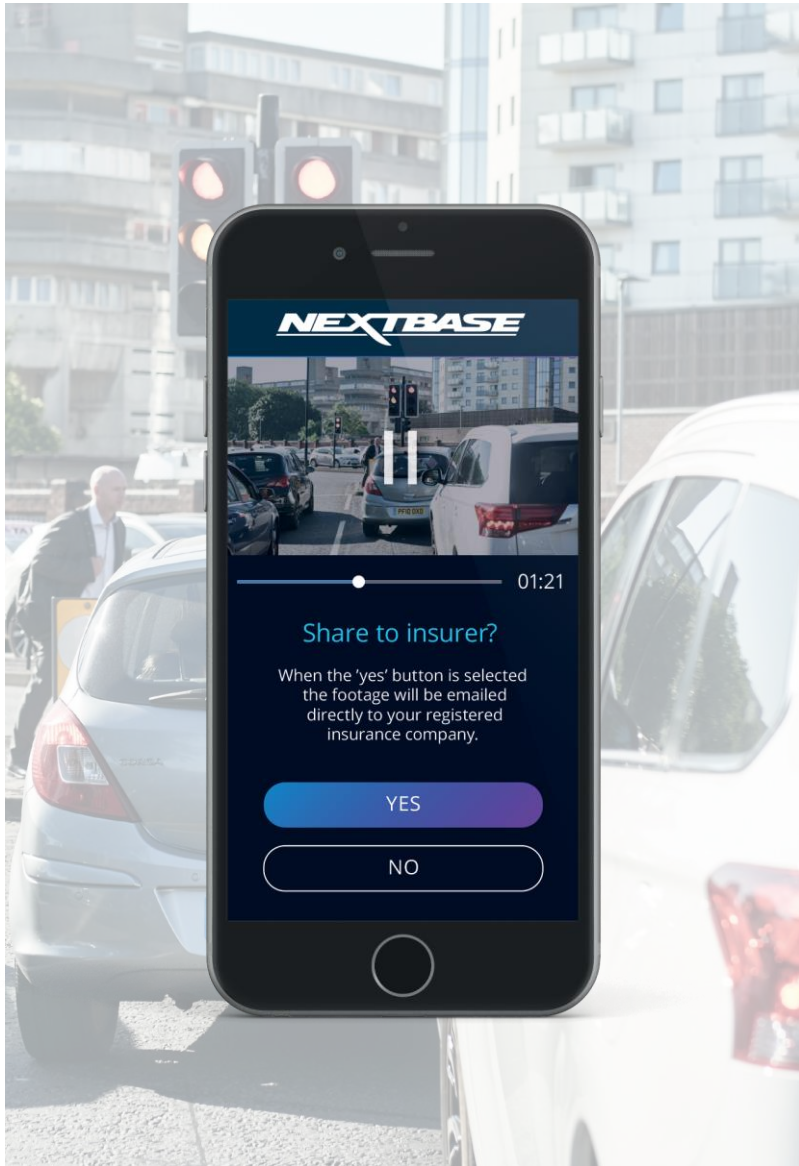 NEXTBASE
01:21
Share to insurer?
When the 'yes' button is selected
the footage will be emailed
directly to your registered
insurance company.
YES
NO